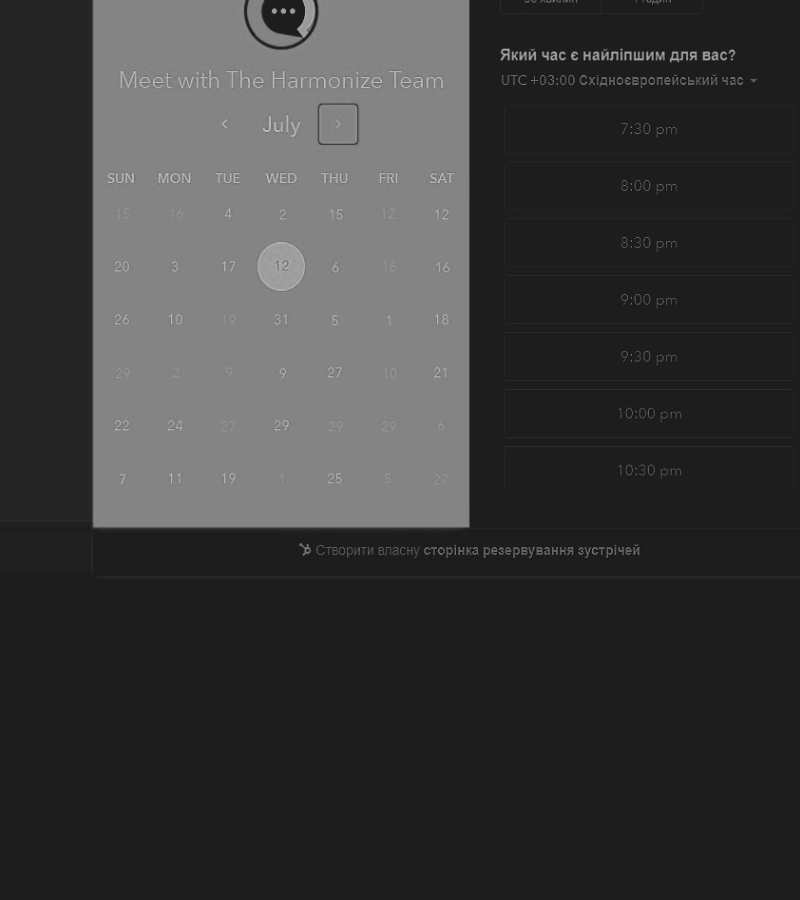 Meet with The Harmonize Team
July
SUN MON TUE WED THU FRI SAT
15 16 4 2 15 12 12
20 3 17 12 6 16 16
26 10 19 31 5 1 18
29 2 9 9 27 10 21
22 24 27 29 29 29 6
7 11 19 1 25 5 27
Який час є найліпшим для вас?
UTC +03:00 Східноєвропейський час
7:30 pm
8:00 pm
8:30 pm
9:00 pm
9:30 pm
10:00 pm
10:30 pm
Створити власну сторінка резервування зустрічей